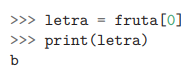 >>> letra = fruta[0]
>>> print(letra)
b